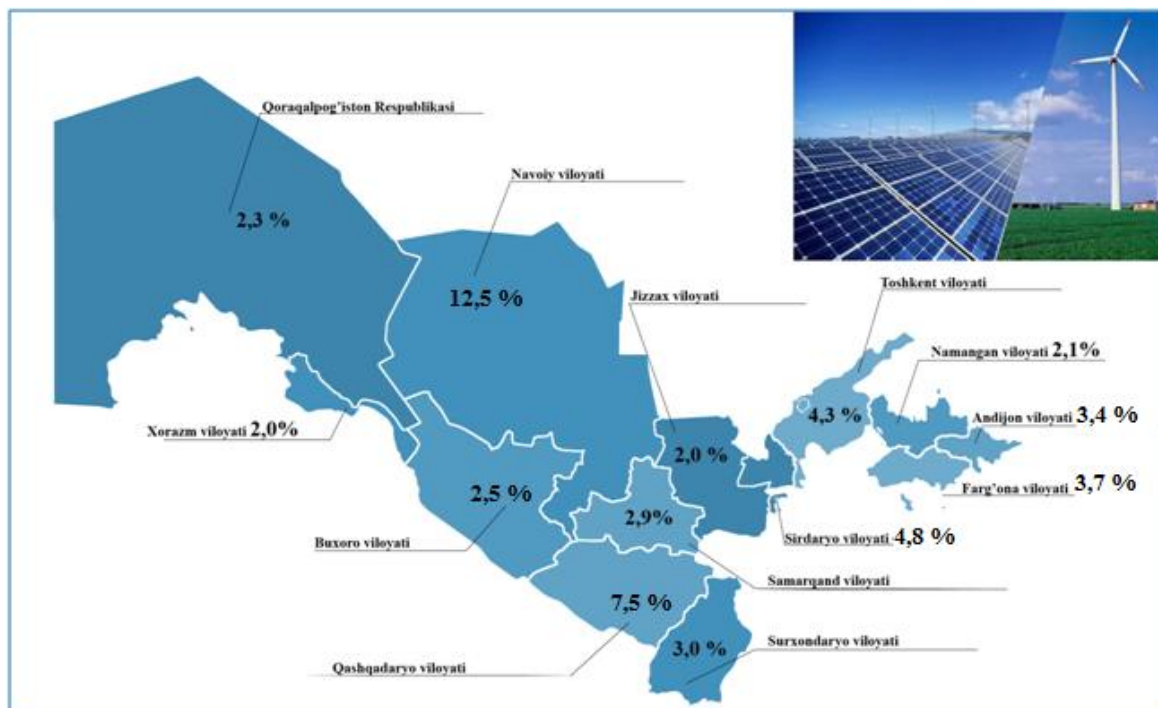 Qoraqalpog'iston Respublikasi
2,3 %
Navoiy viloyati
12,5 %
Jizzax viloyati
2,0 %
Toshkent viloyati
4,3 %
Namangan viloyati 2,1%
Andijon viloyati 3,4 %
Farg'ona viloyati 3,7 %
Sirdaryo viloyati 4,8 %
Xorazm viloyati 2,0%
2,5 %
Buxoro viloyati
2,9%
Samarqand viloyati
7,5 %
Qashqadaryo viloyati
3,0 %
Surxondaryo viloyati